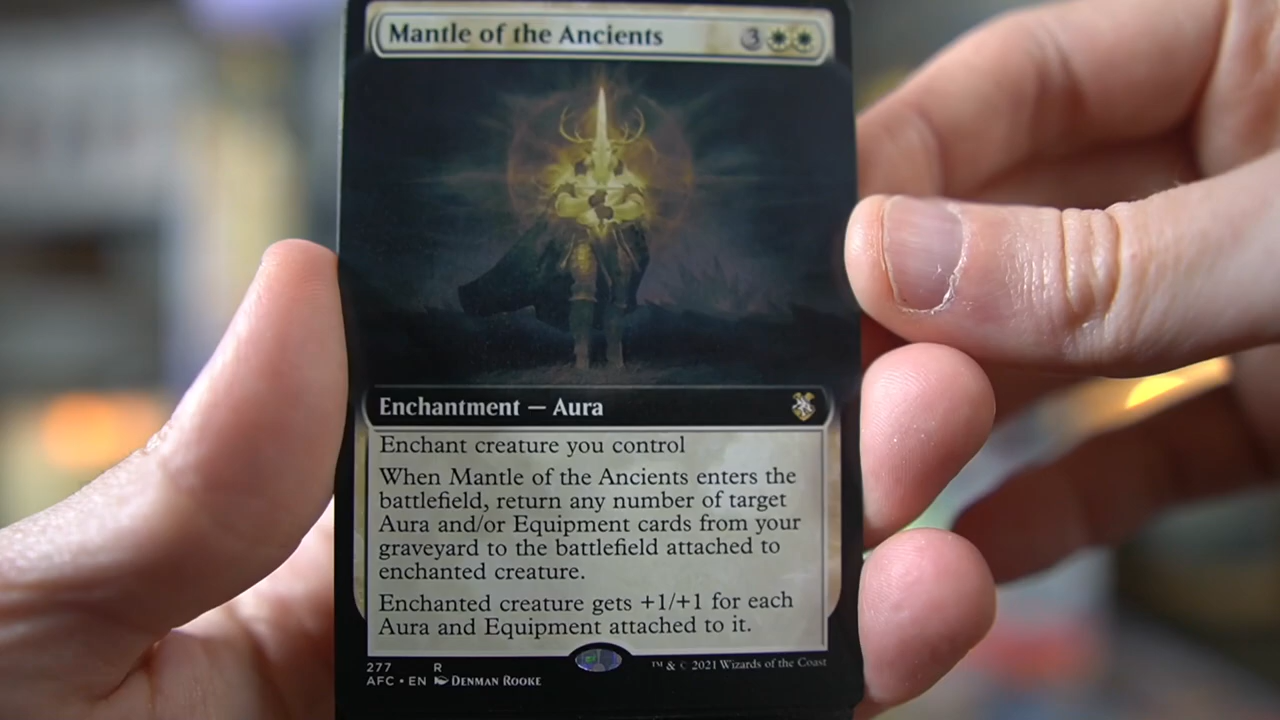 Mantle of the Ancients 3
Enchantment — Aura
Enchant creature you control
When Mantle of the Ancients enters the
battlefield, return any number of target
Aura and/or Equipment cards from your
graveyard to the battlefield attached to
enchanted creature.
Enchanted creature gets +1/+1 for each
Aura and Equipment attached to it.
277 R
AFC • EN DENMAN ROOKE
™ & © 2021 Wizards of the Coast